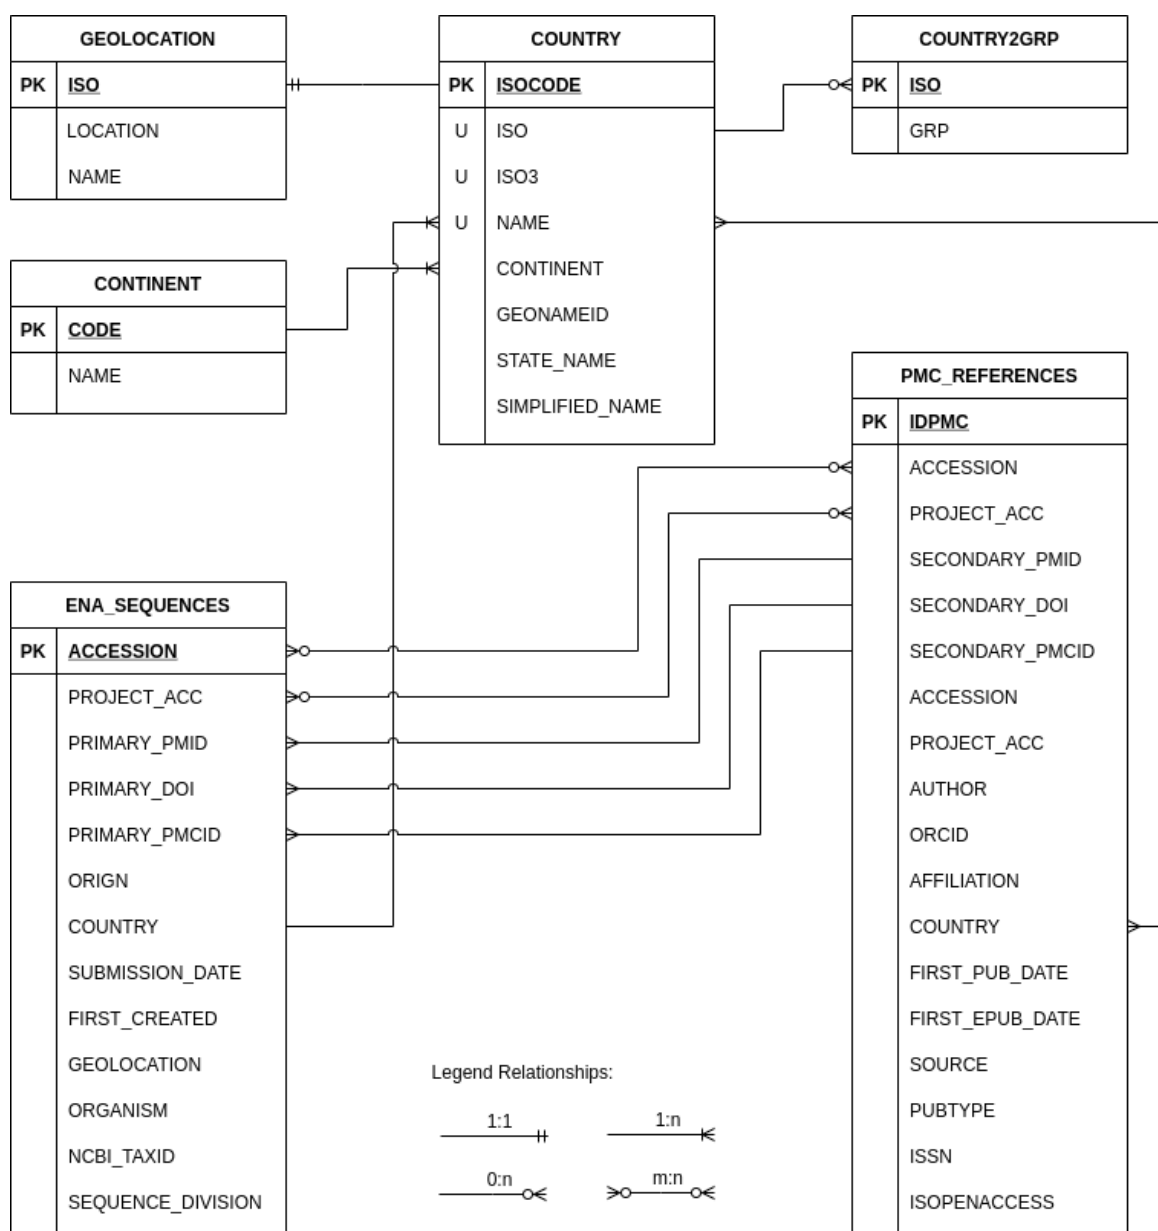 GEOLOCATION
PK ISO
LOCATION
NAME
COUNTRY
PK ISOCODE
U ISO
U ISO3
U NAME
CONTINENT
GEONAMEID
STATE_NAME
SIMPLIFIED_NAME
COUNTRY2GRP
PK ISO
GRP
CONTINENT
PK CODE
NAME
PMC_REFERENCES
PK IDPMC
ACCESSION
PROJECT_ACC
SECONDARY_PMID
SECONDARY_DOI
SECONDARY_PMCID
ACCESSION
PROJECT_ACC
AUTHOR
ORCID
AFFILIATION
COUNTRY
FIRST_PUB_DATE
FIRST_EPUB_DATE
SOURCE
PUBTYPE
ISSN
ISOPENACCESS
ENA_SEQUENCES
PK ACCESSION
PROJECT_ACC
PRIMARY_PMID
PRIMARY_DOI
PRIMARY_PMCID
ORIGN
COUNTRY
SUBMISSION_DATE
FIRST_CREATED
GEOLOCATION
ORGANISM
NCBI_TAXID
SEQUENCE_DIVISION
Legend Relationships:
1:1
1:n
0:n
m:n